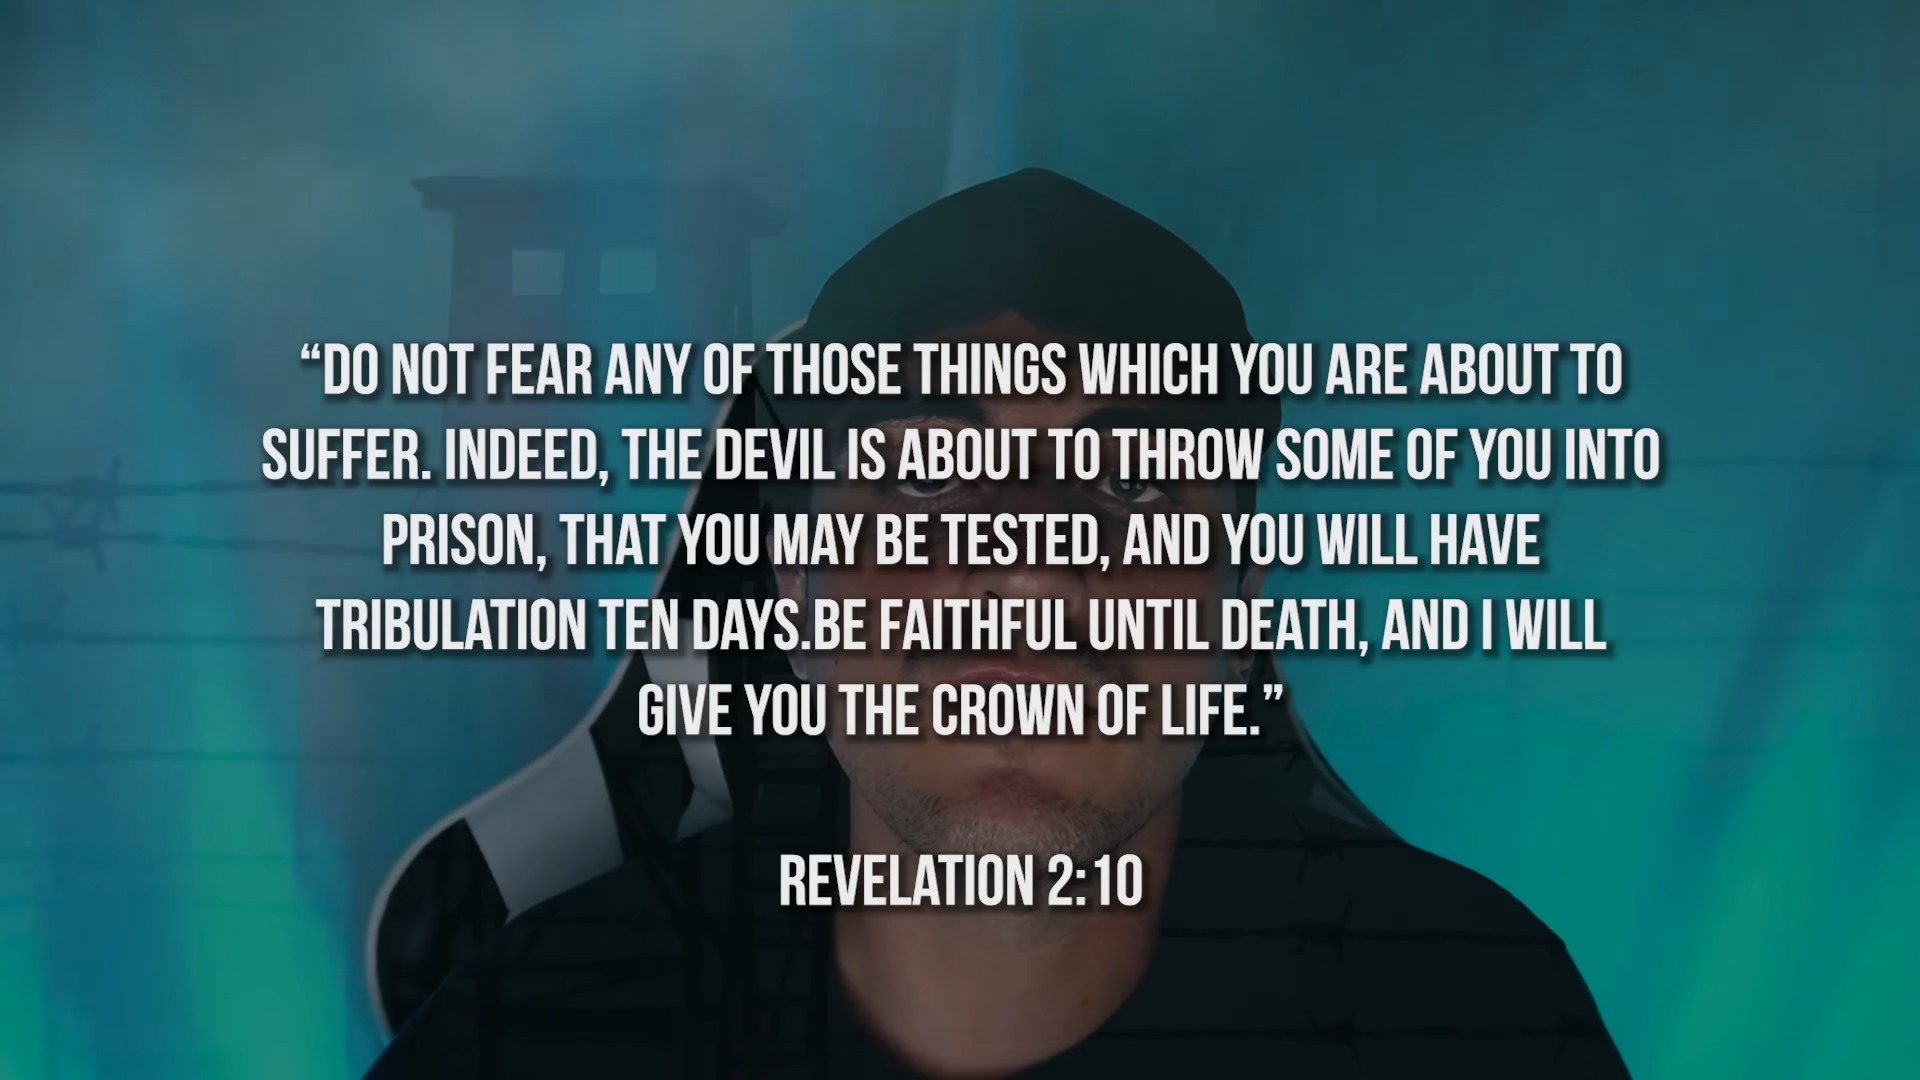 “DO NOT FEAR ANY OF THOSE THINGS WHICH YOU ARE ABOUT TO
SUFFER. INDEED, THE DEVIL IS ABOUT TO THROW SOME OF YOU INTO
PRISON, THAT YOU MAY BE TESTED, AND YOU WILL HAVE
TRIBULATION TEN DAYS.BE FAITHFUL UNTIL DEATH, AND I WILL
GIVE YOU THE CROWN OF LIFE.”
REVELATION 2:10